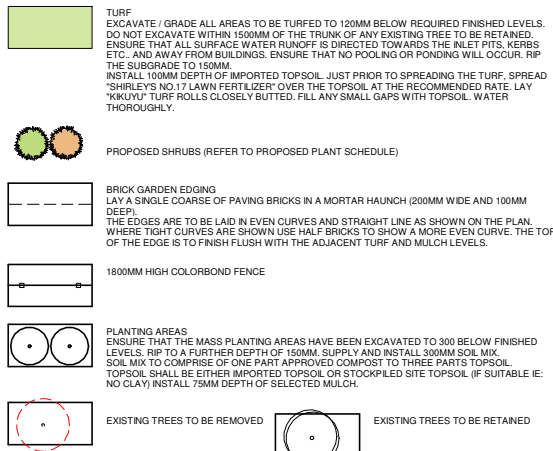 TURF
EXCAVATE / GRADE ALL AREAS TO BE TURFED TO 120MM BELOW REQUIRED FINISHED LEVELS.
DO NOT EXCAVATE WITHIN 1500MM OF THE TRUNK OF ANY EXISTING TREE TO BE RETAINED.
ENSURE THAT ALL SURFACE WATER RUNOFF IS DIRECTED TOWARDS THE INLET PITS, KERBS
ETC.. AND AWAY FROM BUILDINGS. ENSURE THAT NO POOLING OR PONDING WILL OCCUR. RIP
THE SUBGRADE TO 150MM.
INSTALL 100MM DEPTH OF IMPORTED TOPSOIL. JUST PRIOR TO SPREADING THE TURF, SPREAD
"SHIRLEY'S NO.17 LAWN FERTILIZER" OVER THE TOPSOIL AT THE RECOMMENDED RATE. LAY
"KIKUYU" TURF ROLLS CLOSELY BUTTED. FILL ANY SMALL GAPS WITH TOPSOIL. WATER
THOROUGHLY.
PROPOSED SHRUBS (REFER TO PROPOSED PLANT SCHEDULE)
BRICK GARDEN EDGING
LAY A SINGLE COARSE OF PAVING BRICKS IN A MORTAR HAUNCH (200MM WIDE AND 100MM
DEEP).
THE EDGES ARE TO BE LAID IN EVEN CURVES AND STRAIGHT LINE AS SHOWN ON THE PLAN.
WHERE TIGHT CURVES ARE SHOWN USE HALF BRICKS TO SHOW A MORE EVEN CURVE. THE TOP
OF THE EDGE IS TO FINISH FLUSH WITH THE ADJACENT TURF AND MULCH LEVELS.
1800MM HIGH COLORBOND FENCE
PLANTING AREAS
ENSURE THAT THE MASS PLANTING AREAS HAVE BEEN EXCAVATED TO 300 BELOW FINISHED
LEVELS. RIP TO A FURTHER DEPTH OF 150MM. SUPPLY AND INSTALL 300MM SOIL MIX.
SOIL MIX TO COMPRISE OF ONE PART APPROVED COMPOST TO THREE PARTS TOPSOIL.
TOPSOIL SHALL BE EITHER IMPORTED TOPSOIL OR STOCKPILED SITE TOPSOIL (IF SUITABLE IE:
NO CLAY) INSTALL 75MM DEPTH OF SELECTED MULCH.
EXISTING TREES TO BE REMOVED
EXISTING TREES TO BE RETAINED